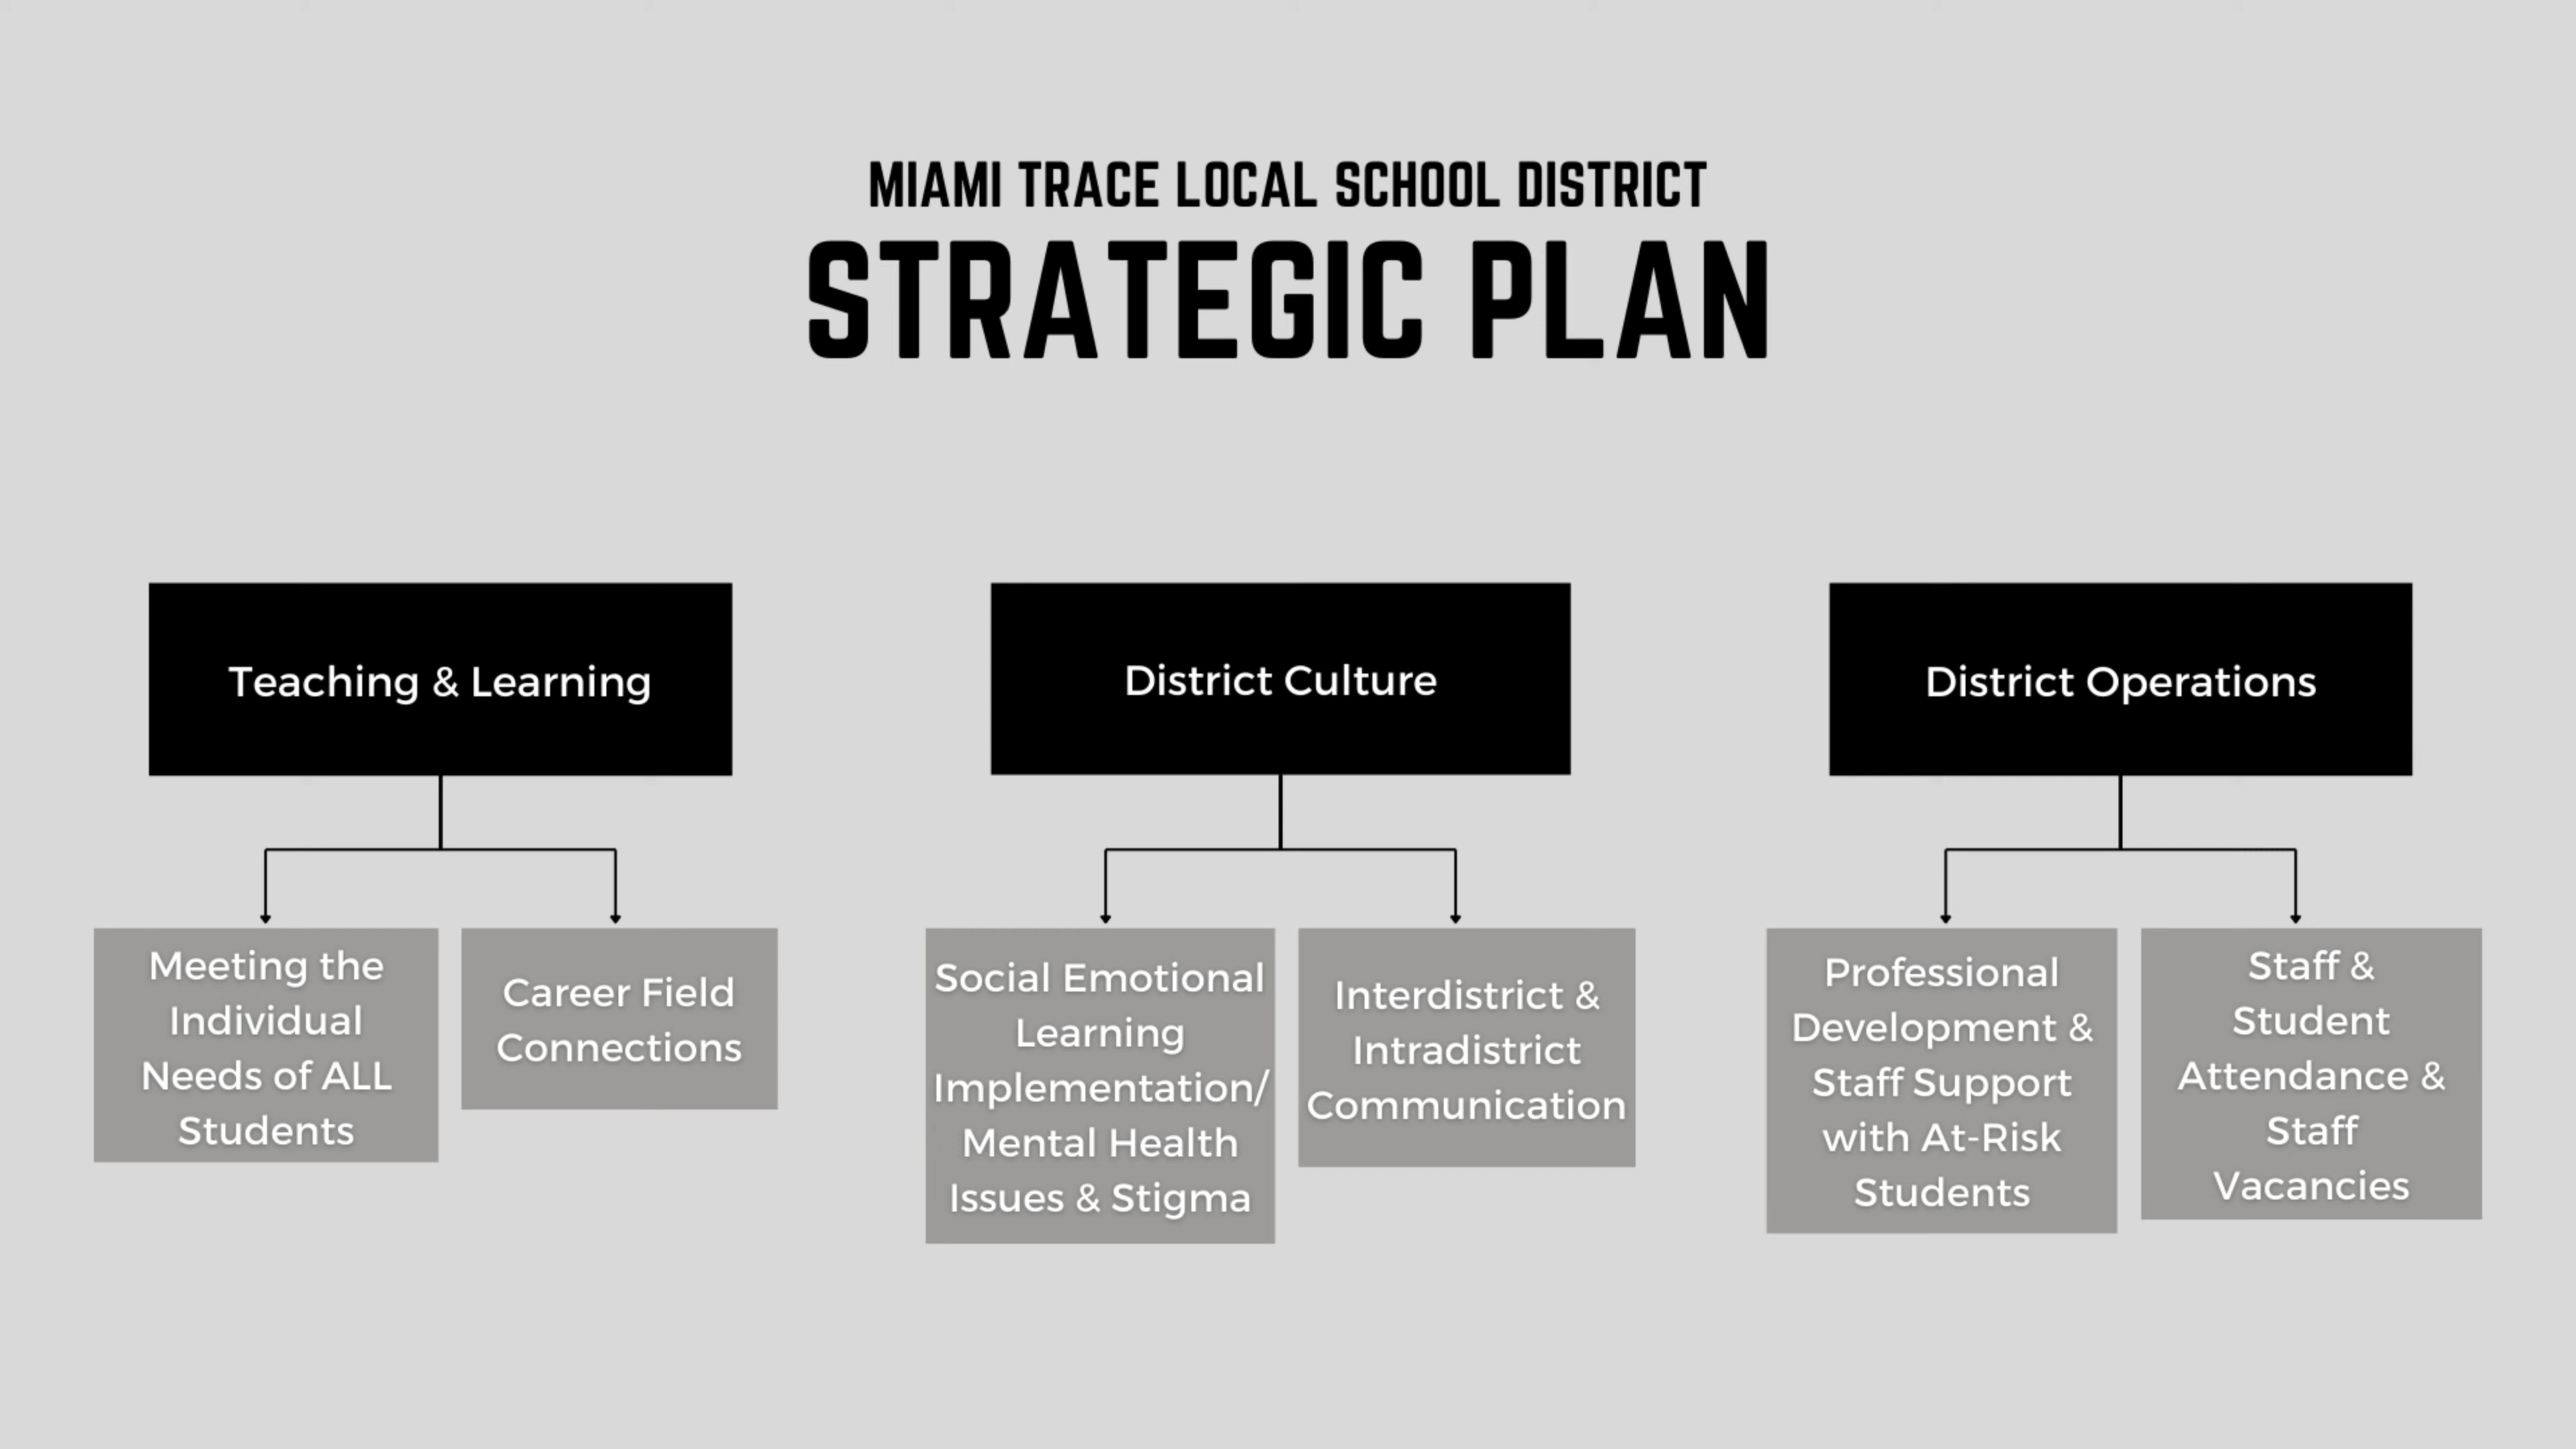 MIAMI TRACE LOCAL SCHOOL DISTRICT
STRATEGIC PLAN
Teaching & Learning
Meeting the
Individual
Needs of ALL
Students
Career Field
Connections
District Culture
Social Emotional
Learning
Implementation/
Mental Health
Issues & Stigma
Interdistrict &
Intradistrict
Communication
District Operations
Professional
Development &
Staff Support
with At-Risk
Students
Staff &
Student
Attendance &
Staff
Vacancies